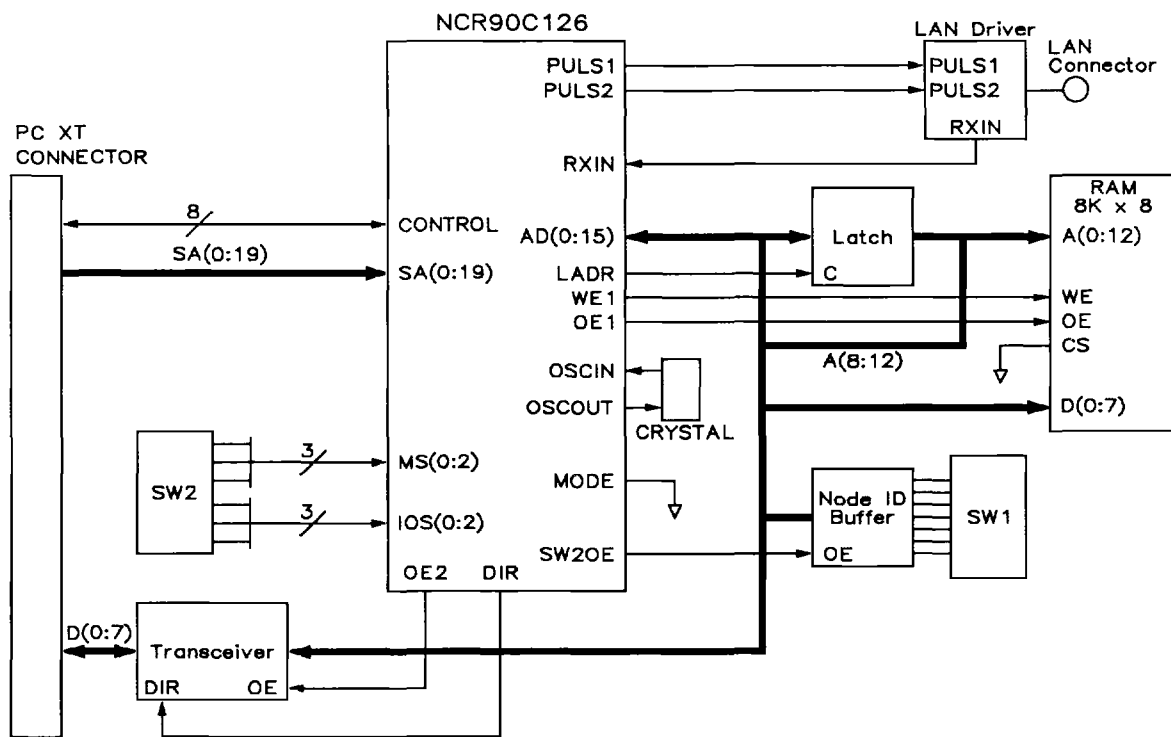 NCR90C126
LAN Driver
LAN
Connector
PULS1
PULS2
RXIN
PULS1
PULS2
RXIN
PC XT
CONNECTOR
8
SA(0:19)
CONTROL
SA(0:19)
AD(0:15)
LADR
WE1
OE1
Latch
C
RAM
8K x 8
A(0:12)
WE
OE
CS
D(0:7)
A(8:12)
OSCIN
OSCOUT
CRYSTAL
SW2
3
3
MS(0:2)
IOS(0:2)
MODE
SW2OE
OE2
DIR
Node ID
Buffer
OE
SW1
D(0:7)
Transceiver
DIR
OE